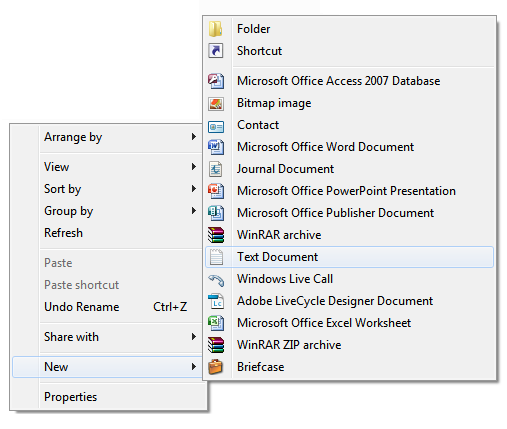 Arrange by
View
Sort by
Group by
Refresh
Paste
Paste shortcut
Undo Rename Ctrl+Z
Share with
New
Properties
Folder
Shortcut
Microsoft Office Access 2007 Database
Bitmap image
Contact
Microsoft Office Word Document
Journal Document
Microsoft Office PowerPoint Presentation
Microsoft Office Publisher Document
WinRAR archive
Text Document
Windows Live Call
Adobe LiveCycle Designer Document
Microsoft Office Excel Worksheet
WinRAR ZIP archive
Briefcase